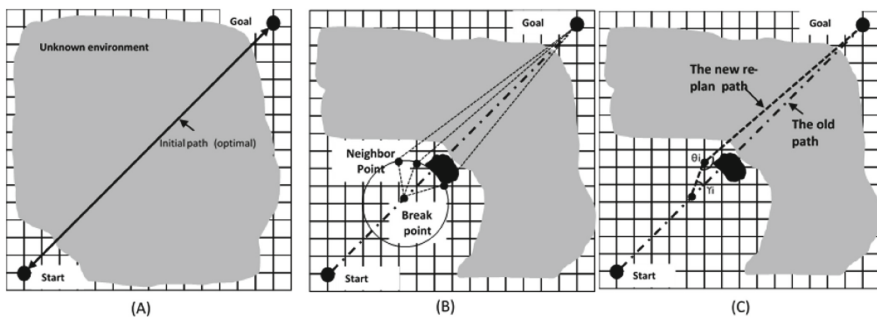 Goal
Unknown environment
Initial path (optimal)
Start
(A)
Goal
Neighbor
Point
Break
point
Start
(B)
Goal
The new re-
plan path
The old
path
θi
γi
Start
(C)